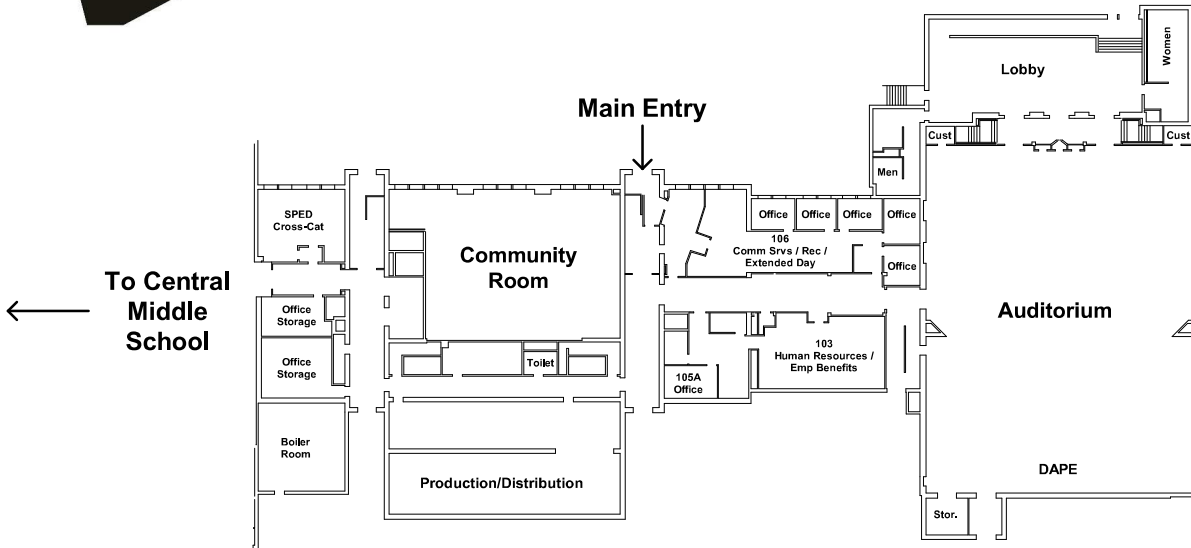 Women
Lobby
Main Entry
Cust
Cust
Men
SPED
Cross-Cat
Office
Office
Office
Office
106
Comm Srvs / Rec /
Extended Day
Community
Room
Office
To Central
Middle
School
Office
Storage
Auditorium
103
Human Resources /
Emp Benefits
Office
Storage
Toilet
105A
Office
Boiler
Room
Production/Distribution
DAPE
Stor.